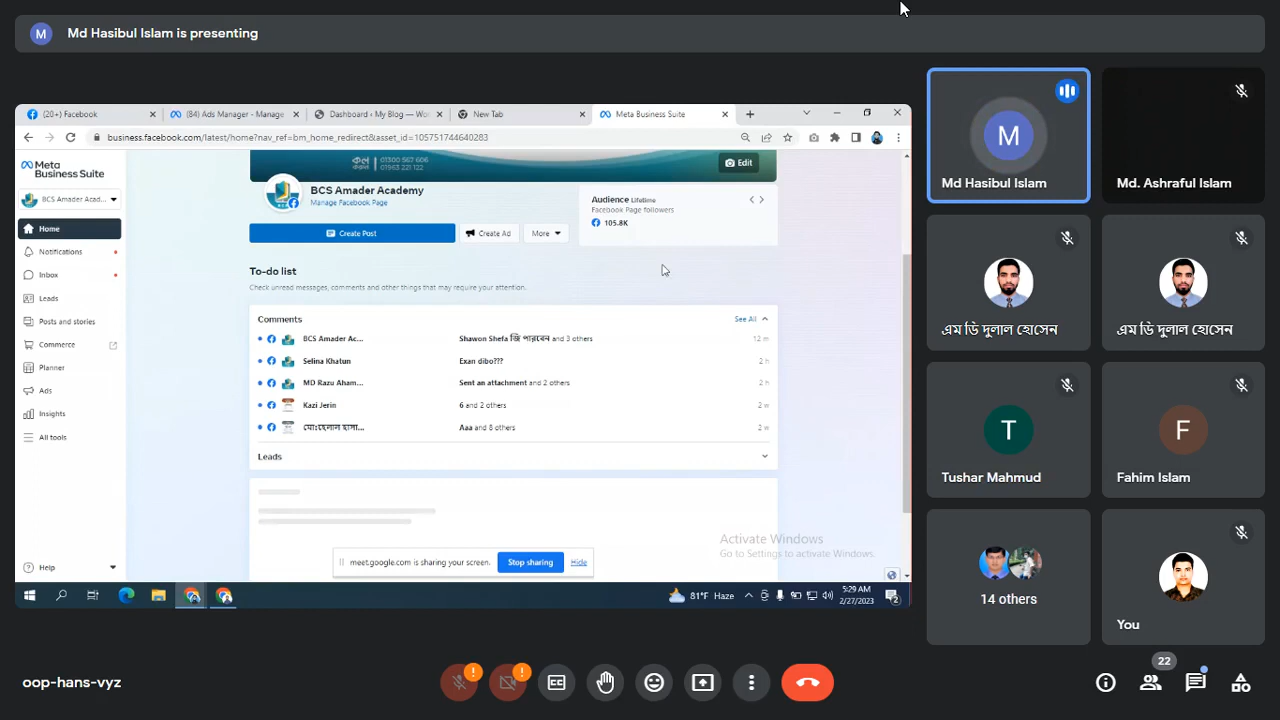 M Md Hasibul Islam is presenting
(20+) Facebook
(84) Ads Manager - Manage
Dashboard ‹ My Blog — Wo
New Tab
Meta Business Suite
business.facebook.com/latest/home?nav_ref=bm_home_redirect&asset_id=105751744640283
Meta
Business Suite
BCS Amader Acad...
Home
Notifications
Inbox
Leads
Posts and stories
Commerce
Planner
Ads
Insights
All tools
Help
01300 567 606
01963 221 122
Edit
BCS Amader Academy
Manage Facebook Page
Audience Lifetime
Facebook Page followers
105.8K
Create Post
Create Ad
More
To-do list
Check unread messages, comments and other things that may require your attention.
Comments
See All
BCS Amader Ac... Shawon Shefa জি পারবেন and 3 others 12 m
Selina Khatun Exan dibo??? 2 h
MD Razu Aham... Sent an attachment and 2 others 2 h
Kazi Jerin 6 and 2 others 2 w
মোঃহেলাল হাসা... Aaa and 8 others 2 w
Leads
Activate Windows
Go to Settings to activate Windows.
meet.google.com is sharing your screen.
Stop sharing
Hide
81°F Haze
5:29 AM
2/27/2023
2
M
Md Hasibul Islam
Md. Ashraful Islam
এম ডি দুলাল হোসেন
এম ডি দুলাল হোসেন
T
Tushar Mahmud
F
Fahim Islam
14 others
You
oop-hans-vyz
CC
22